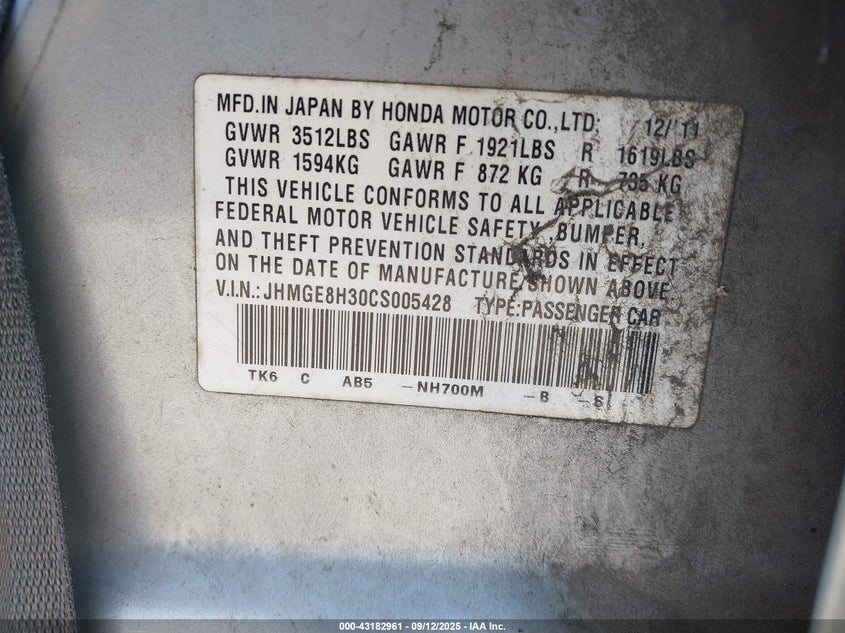 MFD.IN JAPAN BY HONDA MOTOR CO.,LTD; 12/'11
GVWR 3512LBS GAWR F 1921LBS R 1619LBS
GVWR 1594KG GAWR F 872 KG R 735 KG
THIS VEHICLE CONFORMS TO ALL APPLICABLE
FEDERAL MOTOR VEHICLE SAFETY ,BUMPER,
AND THEFT PREVENTION STANDARDS IN EFFECT
ON THE DATE OF MANUFACTURE SHOWN ABOVE
V.I.N.: JHMGE8H30CS005428 TYPE:PASSENGER CAR
TK6 C AB5 -NH700M -B -S
000-43182961 - 09/12/2025 - IAA Inc.